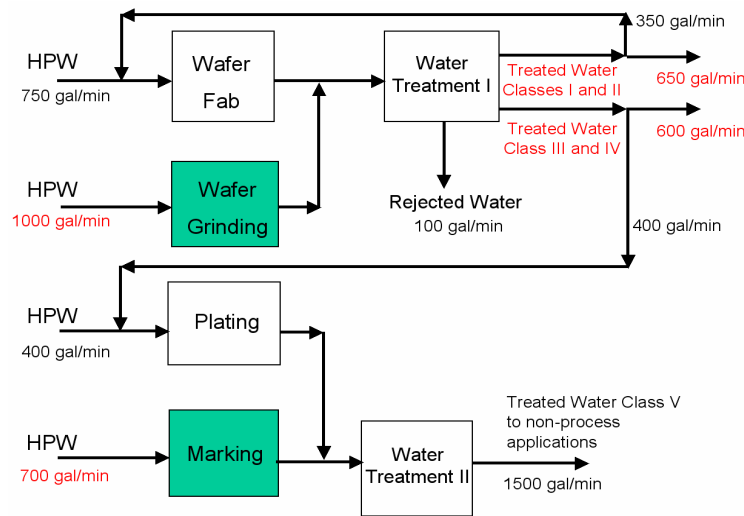 350 gal/min
HPW
750 gal/min
Wafer
Fab
Water
Treatment I
Treated Water
Classes I and II
650 gal/min
Treated Water
Class III and IV
600 gal/min
HPW
1000 gal/min
Wafer
Grinding
Rejected Water
100 gal/min
400 gal/min
HPW
400 gal/min
Plating
HPW
700 gal/min
Marking
Water
Treatment II
Treated Water Class V
to non-process
applications
1500 gal/min